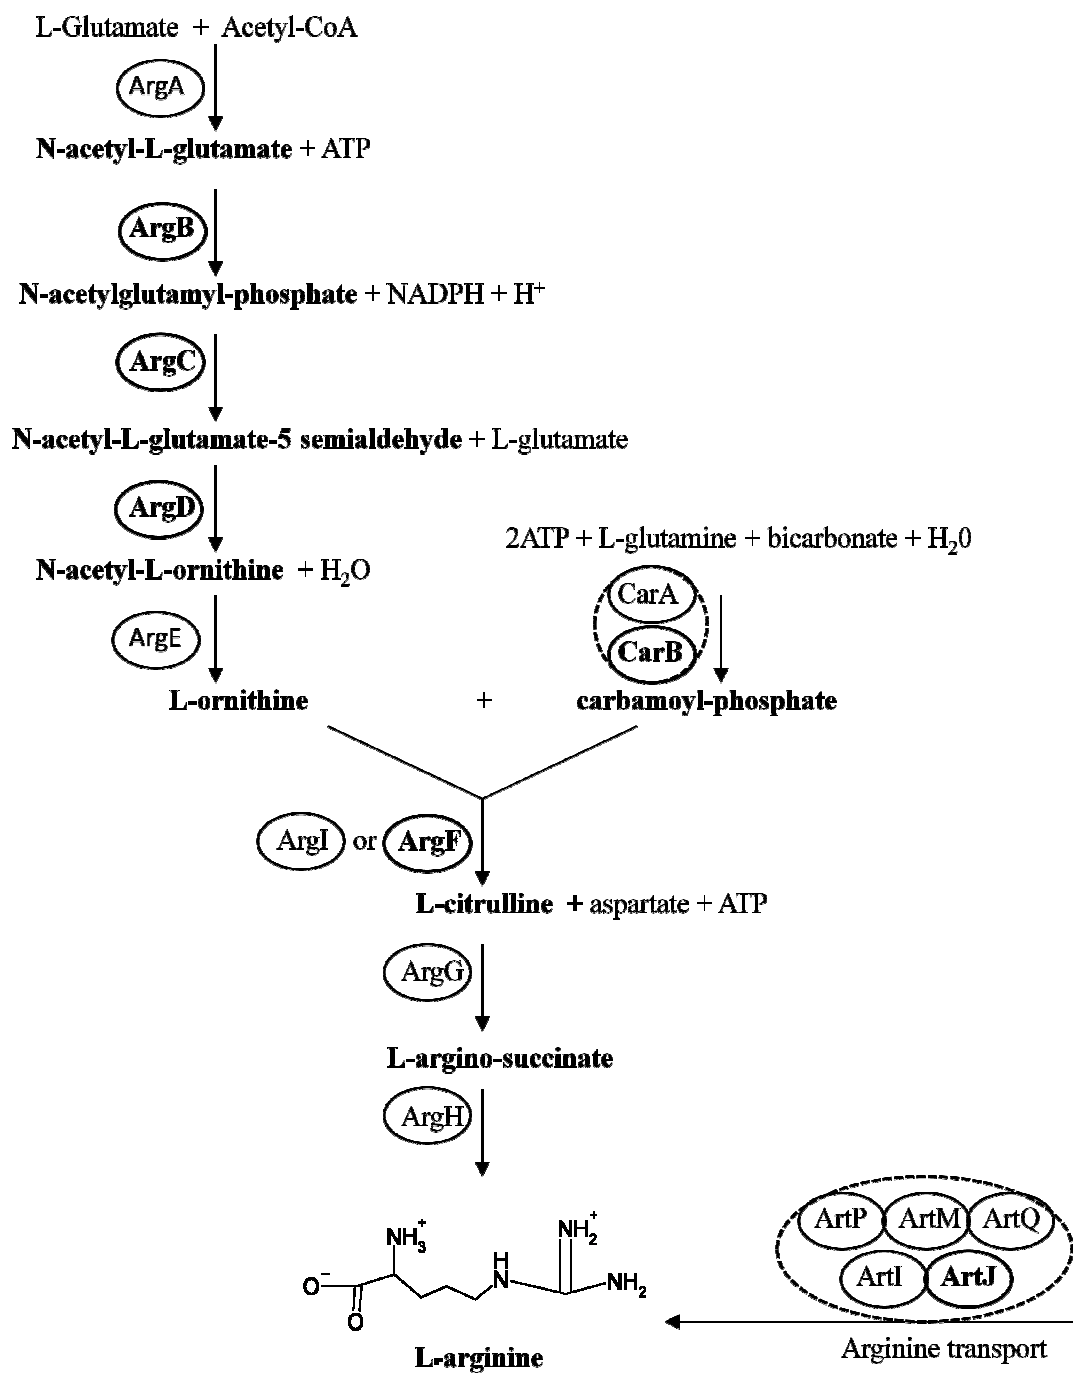 L-Glutamate + Acetyl-CoA
ArgA
N-acetyl-L-glutamate + ATP
ArgB
N-acetylglutamyl-phosphate + NADPH + H⁺
ArgC
N-acetyl-L-glutamate-5 semialdehyde + L-glutamate
ArgD
N-acetyl-L-ornithine + H₂O
ArgE
2ATP + L-glutamine + bicarbonate + H₂0
CarA
CarB
L-ornithine + carbamoyl-phosphate
ArgI or ArgF
L-citrulline + aspartate + ATP
ArgG
L-argino-succinate
ArgH
ArtP ArtM ArtQ
ArtI ArtJ
NH₃⁺ H NH₂⁺
O⁻ N NH₂
O
Arginine transport
L-arginine